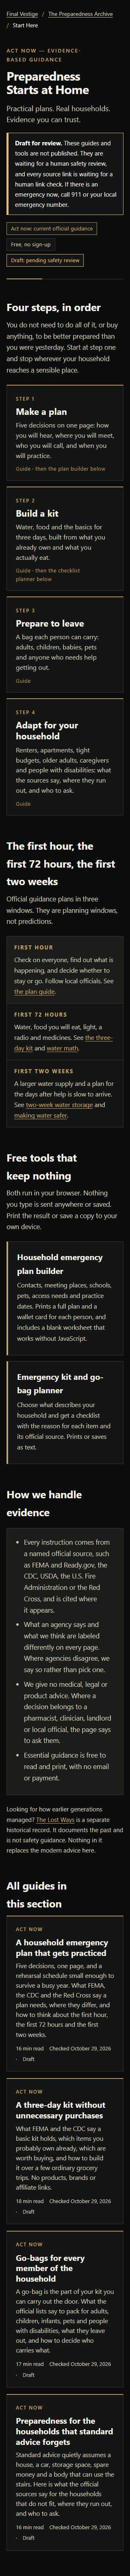 Final Vestige / The Preparedness Archive
/ Start Here
ACT NOW — EVIDENCE-
BASED GUIDANCE
Preparedness
Starts at Home
Practical plans. Real households.
Evidence you can trust.
Draft for review. These guides and
tools are not published. They are
waiting for a human safety review,
and every source link is waiting for a
human link check. If there is an
emergency now, call 911 or your local
emergency number.
Act now: current official guidance
Free, no sign-up
Draft: pending safety review
Four steps, in order
You do not need to do all of it, or buy
anything, to be better prepared than
you were yesterday. Start at step one
and stop wherever your household
reaches a sensible place.
STEP 1
Make a plan
Five decisions on one page: how
you will hear, where you will meet,
who you will call, and when you
will practice.
Guide · then the plan builder below
STEP 2
Build a kit
Water, food and the basics for
three days, built from what you
already own and what you
actually eat.
Guide · then the checklist
planner below
STEP 3
Prepare to leave
A bag each person can carry:
adults, children, babies, pets
and anyone who needs help
getting out.
Guide
STEP 4
Adapt for your
household
Renters, apartments, tight
budgets, older adults, caregivers
and people with disabilities: what
the sources say, where they run
out, and who to ask.
Guide
The first hour, the
first 72 hours, the first
two weeks
Official guidance plans in three
windows. They are planning windows,
not predictions.
FIRST HOUR
Check on everyone, find out what is
happening, and decide whether to
stay or go. Follow local officials. See
the plan guide.
FIRST 72 HOURS
Water, food you will eat, light, a
radio and medicines. See the three-
day kit and water math.
FIRST TWO WEEKS
A larger water supply and a plan for
the days after help is slow to arrive.
See two-week water storage and
making water safer.
Free tools that
keep nothing
Both run in your browser. Nothing
you type is sent anywhere or saved.
Print the result or save a copy to your
own device.
Household emergency
plan builder
Contacts, meeting places, schools,
pets, access needs and practice
dates. Prints a full plan and a
wallet card for each person, and
includes a blank worksheet that
works without JavaScript.
Emergency kit and go-
bag planner
Choose what describes your
household and get a checklist
with the reason for each item and
its official source. Prints or saves
as text.
How we handle
evidence
• Every instruction comes from
a named official source, such
as FEMA and Ready.gov, the
CDC, USDA, the U.S. Fire
Administration or the Red
Cross, and is cited where
it appears.
• What an agency says and
what we think are labeled
differently on every page.
Where agencies disagree, we
say so rather than pick one.
• We give no medical, legal or
product advice. Where a
decision belongs to a
pharmacist, clinician, landlord
or local official, the page says
to ask them.
• Essential guidance is free to
read and print, with no email
or payment.
Looking for how earlier generations
managed? The Lost Ways is a separate
historical record. It documents the past and
is not safety guidance. Nothing in it
replaces the modern advice here.
All guides in
this section
ACT NOW
A household emergency
plan that gets practiced
Five decisions, one page, and a
rehearsal schedule small enough to
survive a busy year. What FEMA,
the CDC and the Red Cross say a
plan needs, where they differ, and
how to think about the first hour,
the first 72 hours and the first
two weeks.
16 min read Checked October 29, 2026
· Draft
ACT NOW
A three-day kit without
unnecessary purchases
What FEMA and the CDC say a
basic kit holds, which items you
probably own already, which are
worth buying, and how to build
it over a few ordinary grocery
trips. No products, brands or
affiliate links.
18 min read Checked October 29, 2026
· Draft
ACT NOW
Go-bags for every
member of the
household
A go-bag is the part of your kit you
can carry out the door. What the
official lists say to pack for adults,
children, infants, pets and people
with disabilities, what they leave
out, and how to decide who
carries what.
17 min read Checked October 29, 2026
· Draft
ACT NOW
Preparedness for the
households that standard
advice forgets
Standard advice quietly assumes a
house, a car, storage space, spare
money and a body that can use the
stairs. Here is what the official
sources say for the households
that do not fit, where they run out,
and who to ask.
16 min read Checked October 29, 2026
· Draft